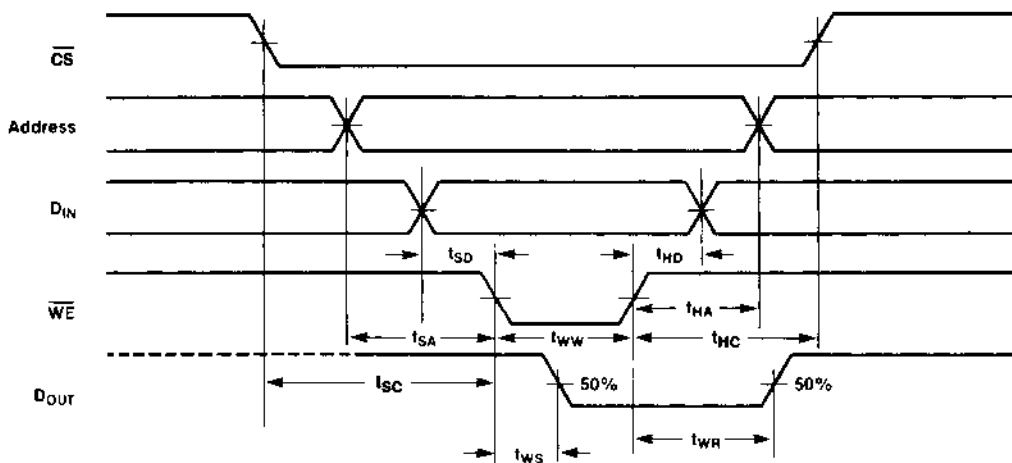 CS
Address
DIN
tSD
tHD
WE
tHA
tSA
tWW
tHC
tSC
50%
50%
DOUT
tWR
tWS